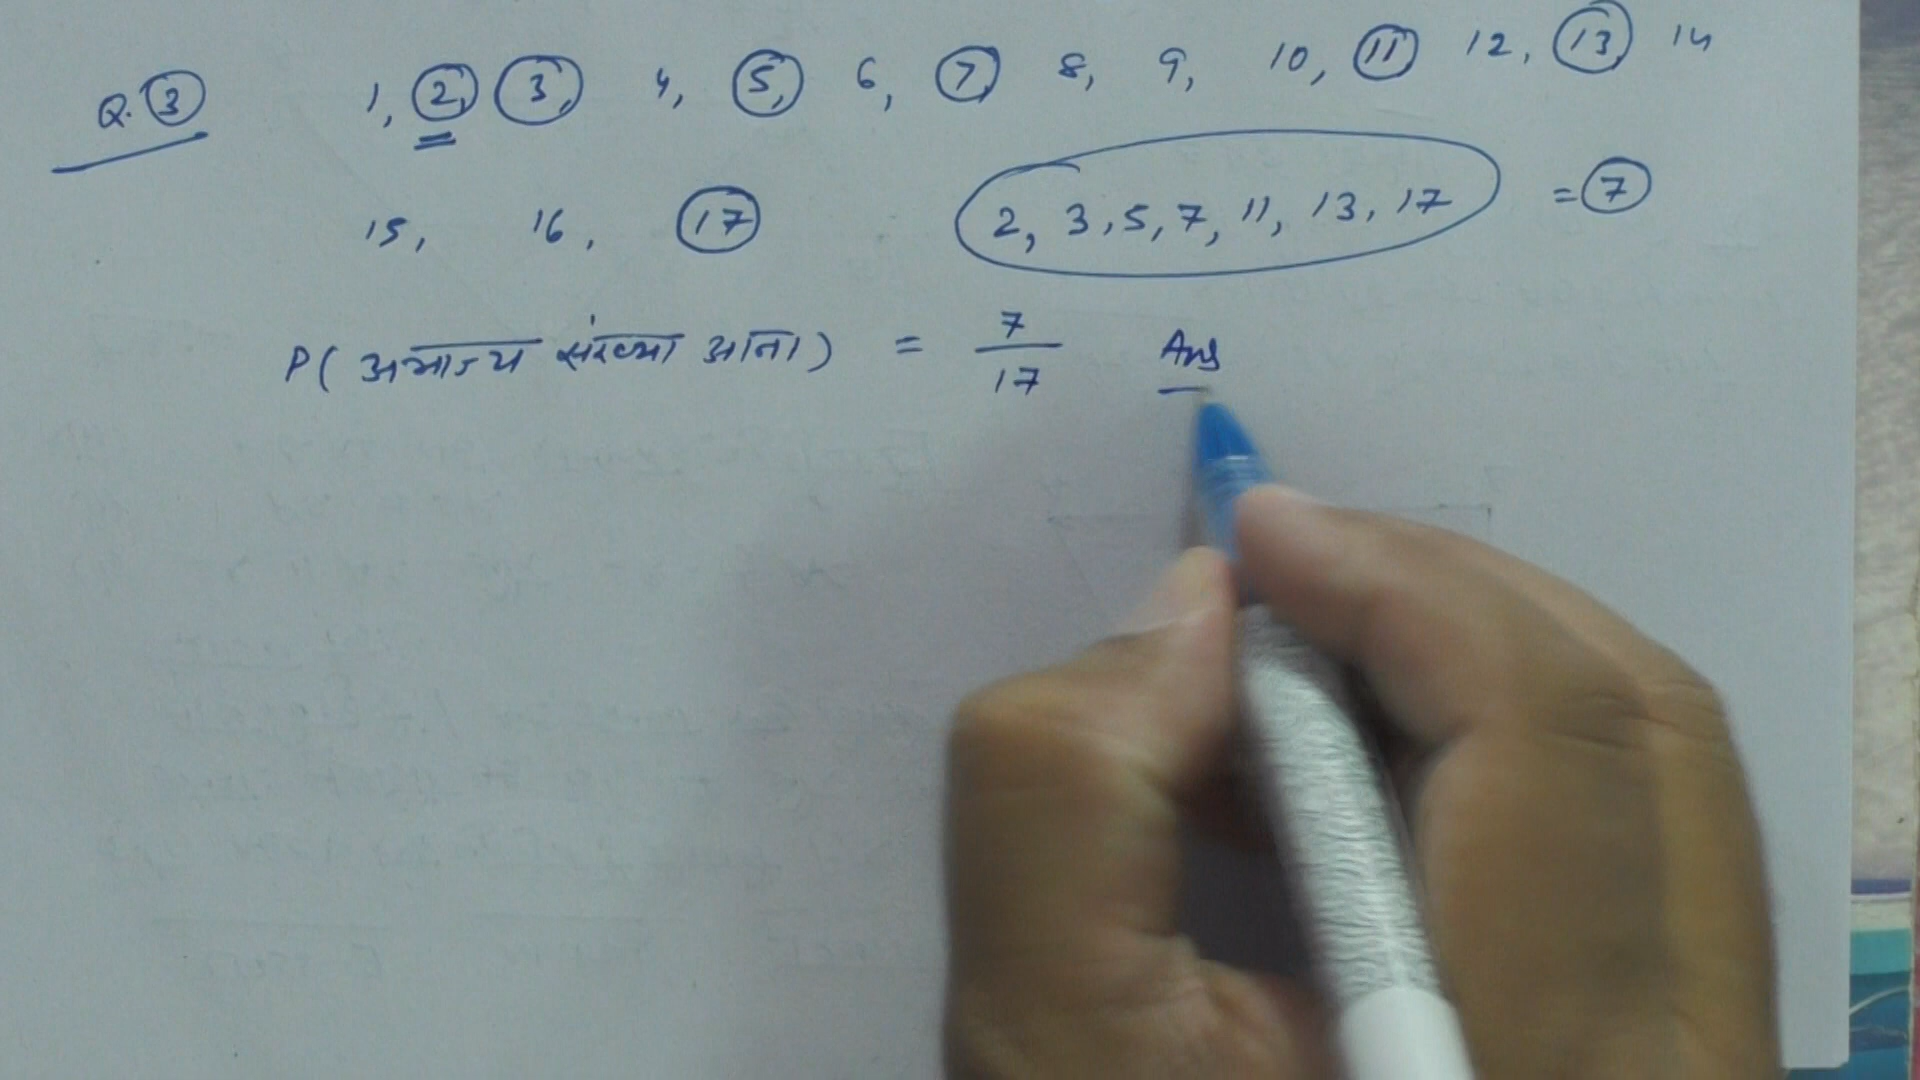 Q.3 1, 2, 3, 4, 5, 6, 7, 8, 9, 10, 11 12, 13 14
15, 16, 17 2, 3, 5, 7, 11, 13, 17 = 7
P( अभाज्य संख्या आना) = 7/17 Ans